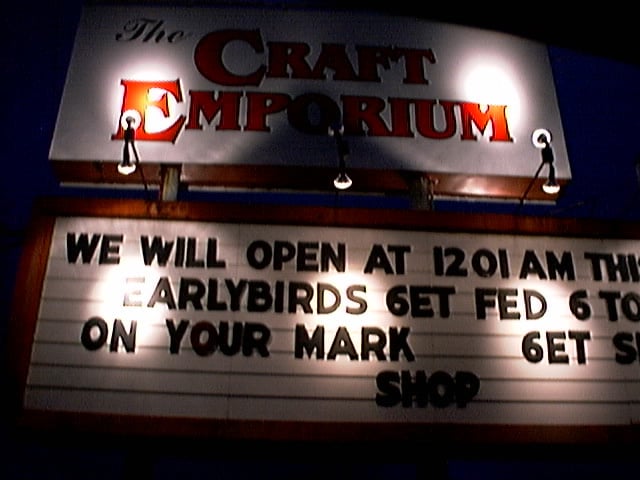 The
CRAFT
EMPORIUM
WE WILL OPEN AT 1201 AM THI
EARLYBIRDS 6ET FED 6 TO
ON YOUR MARK 6ET S
SHOP